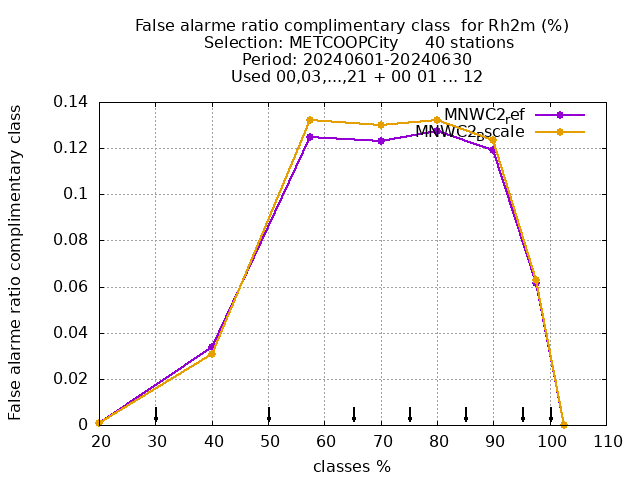 False alarme ratio complimentary class  for Rh2m (%)
Selection: METCOOPCity     40 stations
Period: 20240601-20240630
Used 00,03,...,21 + 00 01 ... 12
False alarme ratio complimentary class
0.14
0.12
0.1
0.08
0.06
0.04
0.02
0
MNWC2ref
MNWC2Dscale
20 30 40 50 60 70 80 90 100 110
classes %